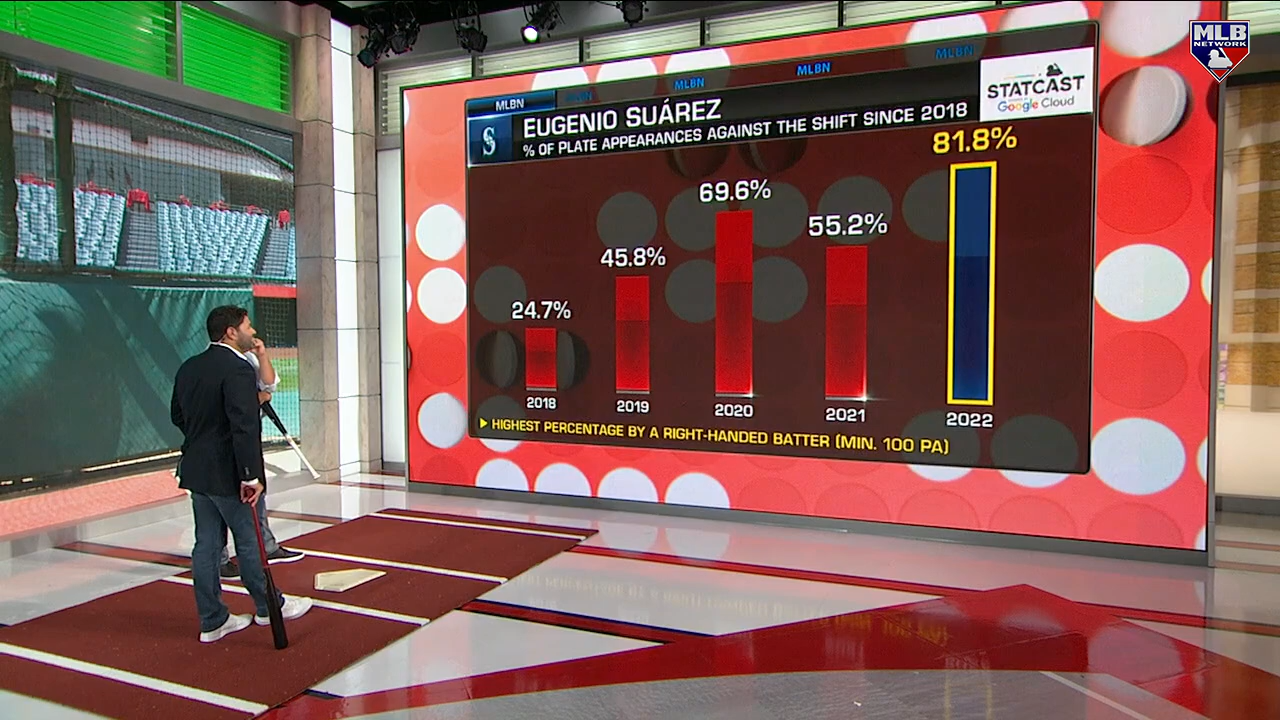 MLB
NETWORK
MLBN
MLBN
MLBN
MLBN
STATCAST
Google Cloud
S
EUGENIO SUÁREZ
% OF PLATE APPEARANCES AGAINST THE SHIFT SINCE 2018
24.7%
45.8%
69.6%
55.2%
81.8%
2018
2019
2020
2021
2022
▶ HIGHEST PERCENTAGE BY A RIGHT-HANDED BATTER (MIN. 100 PA)